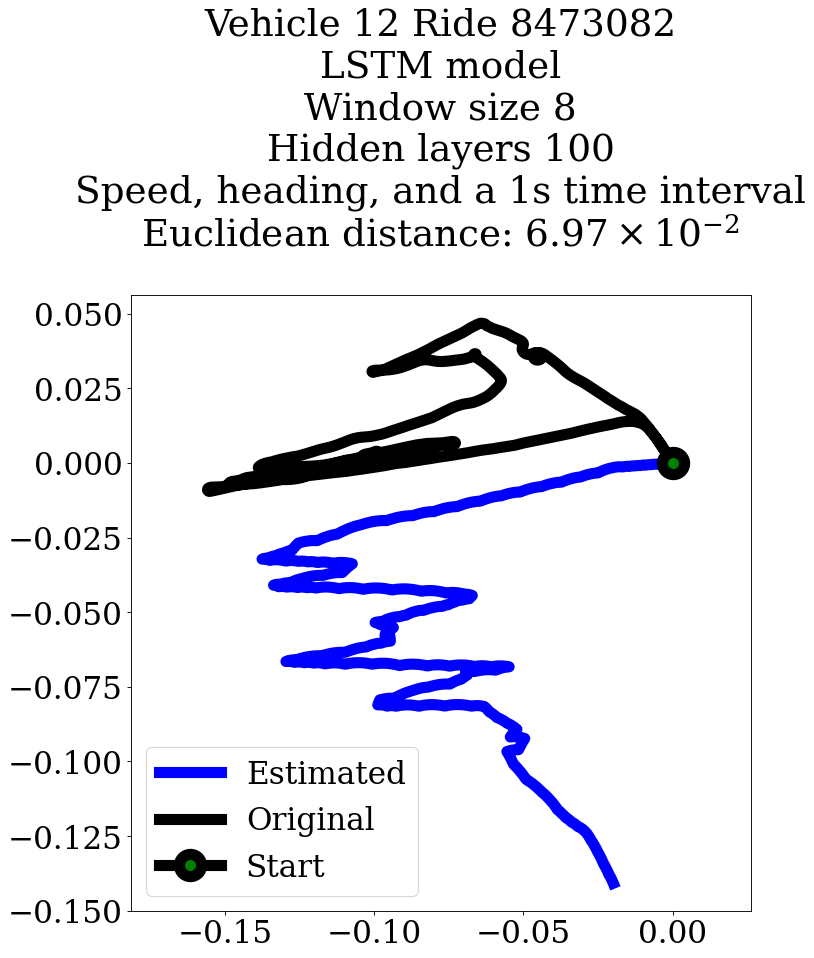 Vehicle 12 Ride 8473082
LSTM model
Window size 8
Hidden layers 100
Speed, heading, and a 1s time interval
Euclidean distance: 6.97 × 10⁻²
0.050
0.025
0.000
−0.025
−0.050
−0.075
−0.100
−0.125
−0.150
Estimated
Original
Start
−0.15 −0.10 −0.05 0.00